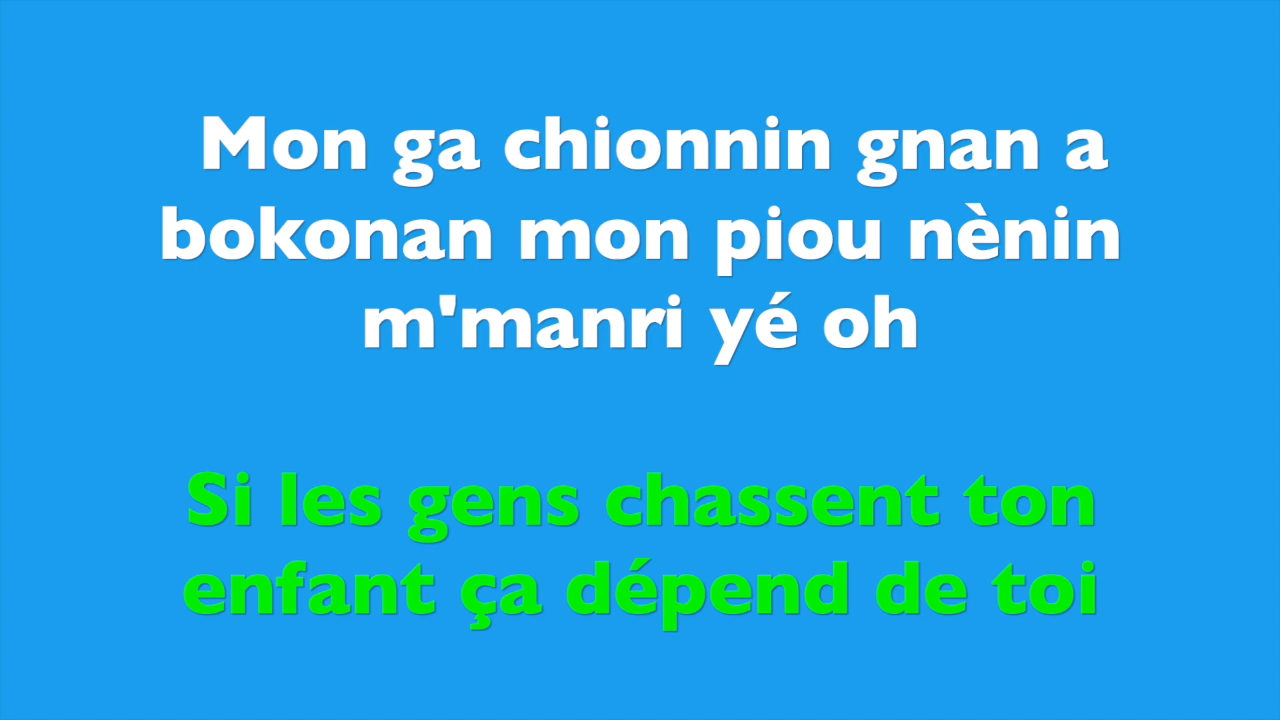 Mon ga chionnin gnan a
bokonan mon piou nènin
m'manri yé oh
Si les gens chassent ton
enfant ça dépend de toi